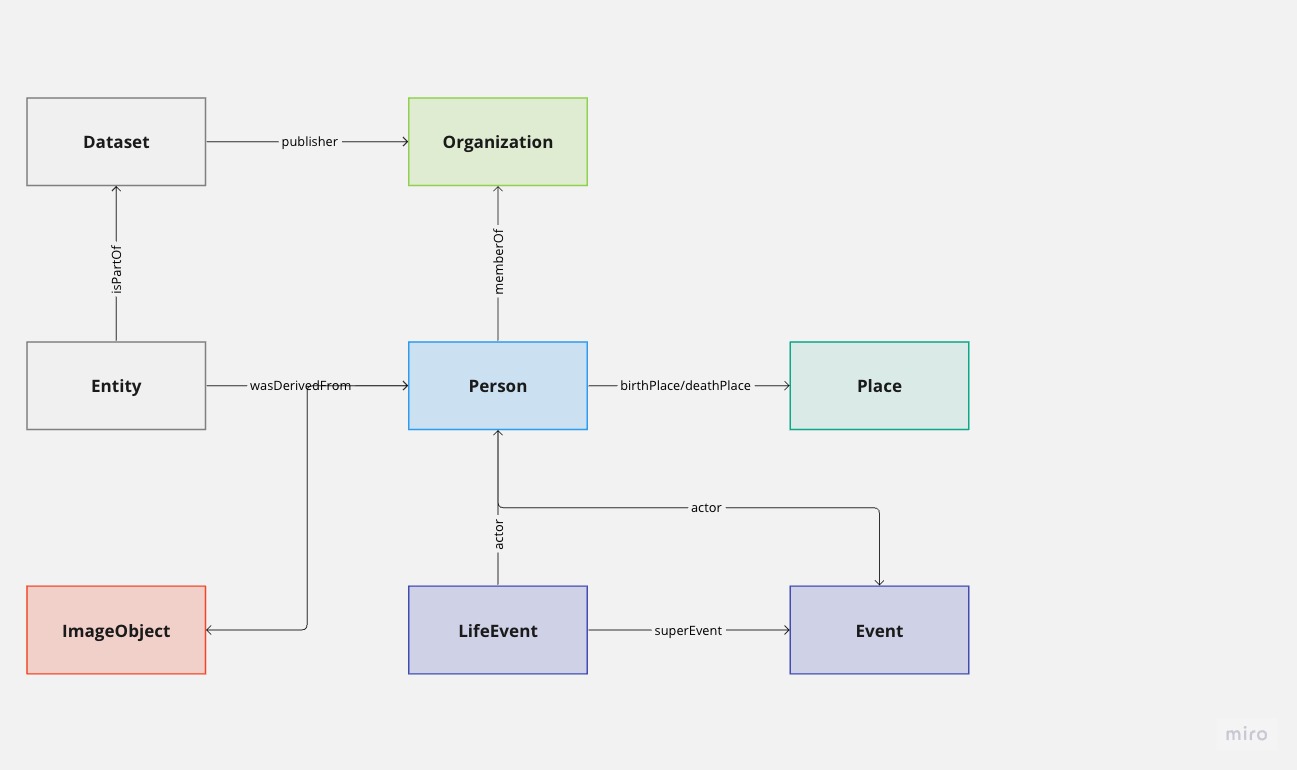 Dataset
publisher
Organization
isPartOf
memberOf
Entity
wasDerivedFrom
Person
birthPlace/deathPlace
Place
actor
actor
ImageObject
LifeEvent
superEvent
Event
miro